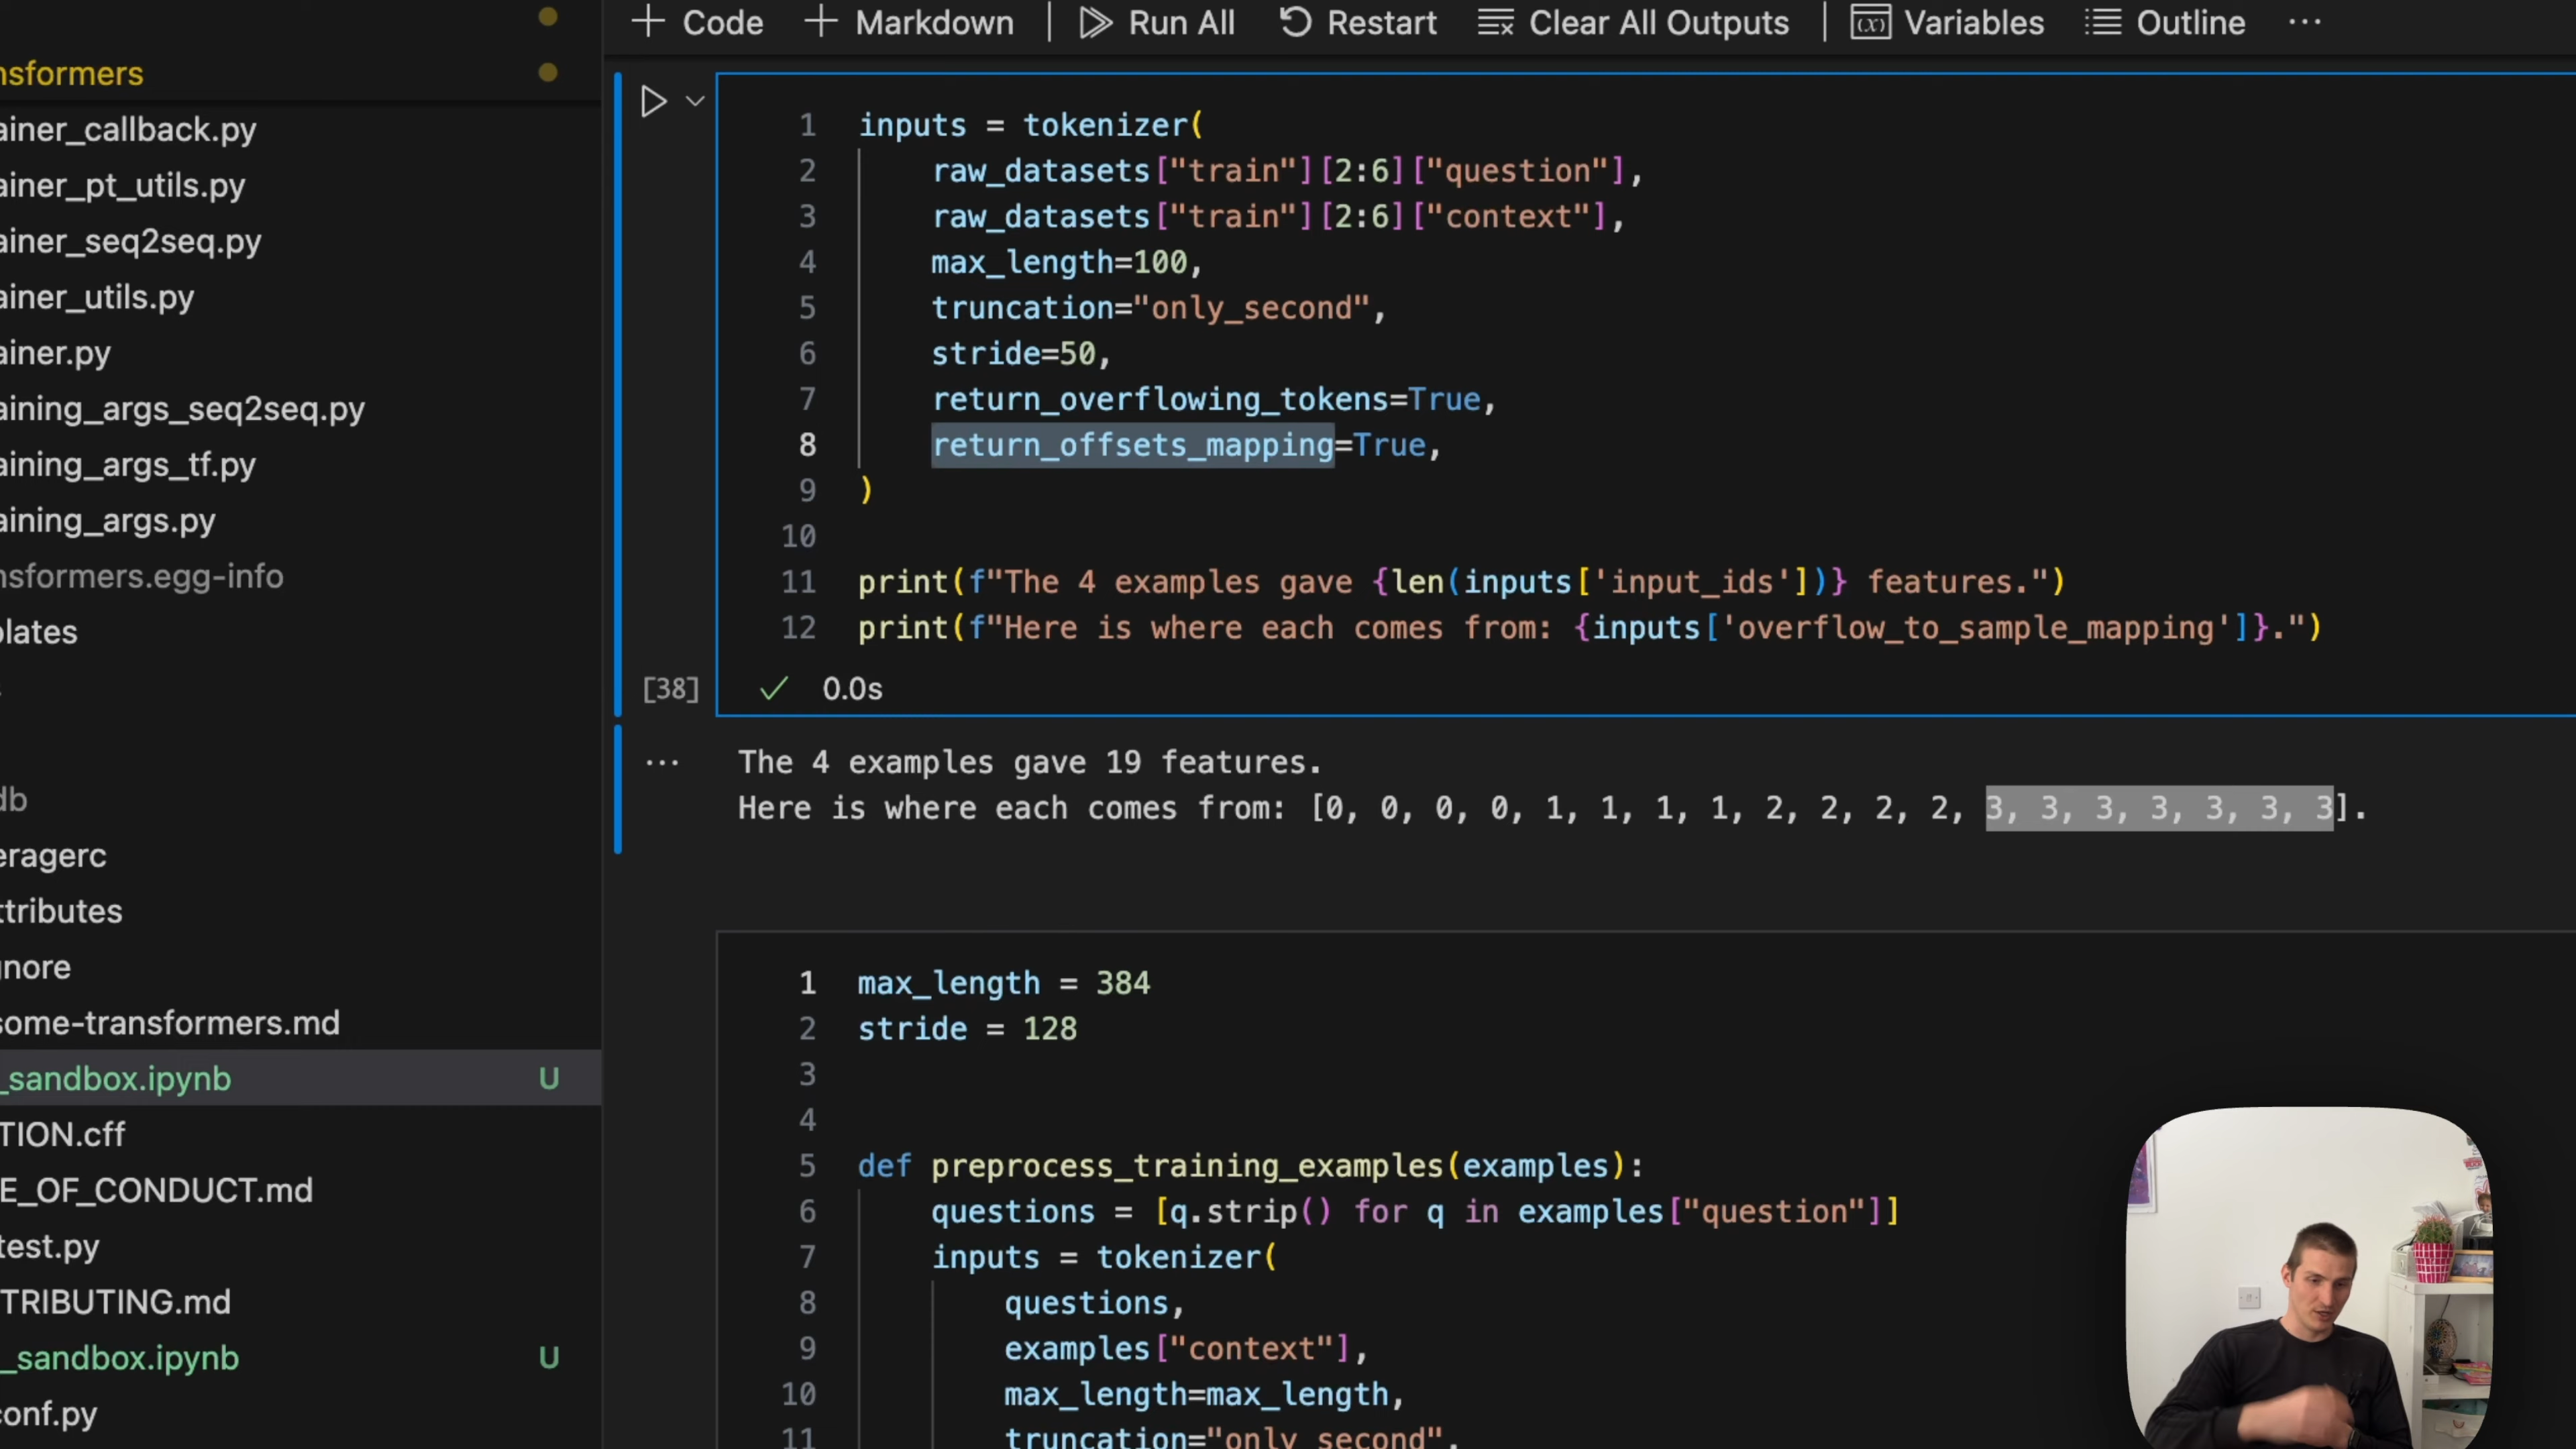 + Code + Markdown | Run All Restart Clear All Outputs | Variables Outline ...
nsformers
ainer_callback.py
ainer_pt_utils.py
ainer_seq2seq.py
ainer_utils.py
ainer.py
aining_args_seq2seq.py
aining_args_tf.py
aining_args.py
nsformers.egg-info
plates
db
eragerc
ttributes
gnore
some-transformers.md
_sandbox.ipynb U
TION.cff
E_OF_CONDUCT.md
test.py
TRIBUTING.md
_sandbox.ipynb U
conf.py
1 inputs = tokenizer(
2 raw_datasets["train"][2:6]["question"],
3 raw_datasets["train"][2:6]["context"],
4 max_length=100,
5 truncation="only_second",
6 stride=50,
7 return_overflowing_tokens=True,
8 return_offsets_mapping=True,
9 )
10
11 print(f"The 4 examples gave {len(inputs['input_ids'])} features.")
12 print(f"Here is where each comes from: {inputs['overflow_to_sample_mapping']}.")
[38] ✓ 0.0s
... The 4 examples gave 19 features.
Here is where each comes from: [0, 0, 0, 0, 1, 1, 1, 1, 2, 2, 2, 2, 3, 3, 3, 3, 3, 3, 3].
1 max_length = 384
2 stride = 128
3
4
5 def preprocess_training_examples(examples):
6 questions = [q.strip() for q in examples["question"]]
7 inputs = tokenizer(
8 questions,
9 examples["context"],
10 max_length=max_length,
11 truncation="only_second",